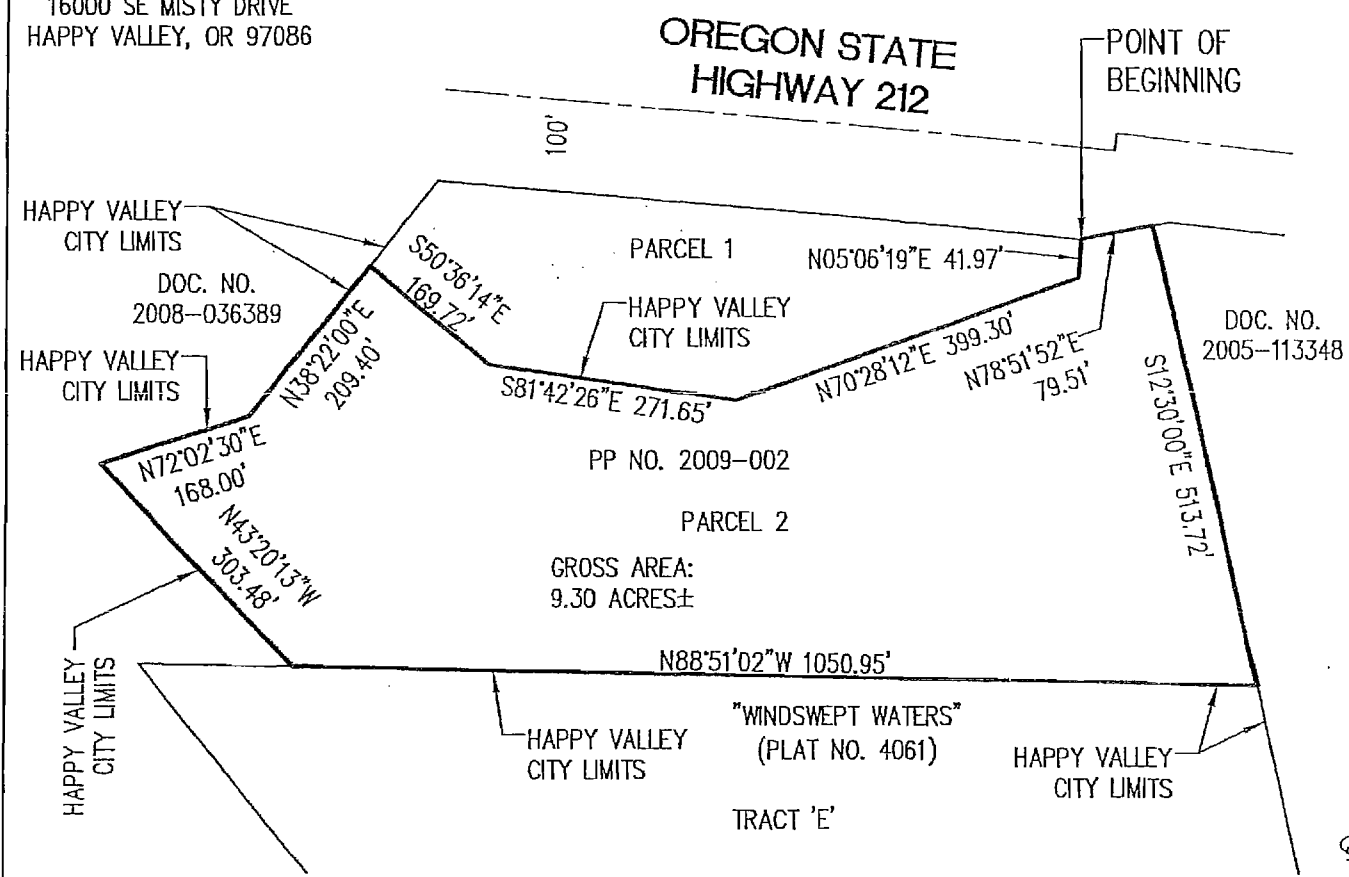 16000 SE MISTY DRIVE
HAPPY VALLEY, OR 97086
OREGON STATE
HIGHWAY 212
POINT OF
BEGINNING
100'
HAPPY VALLEY
CITY LIMITS
DOC. NO.
2008-036389
HAPPY VALLEY
CITY LIMITS
S50°36'14"E
169.72'
PARCEL 1
N05°06'19"E 41.97'
HAPPY VALLEY
CITY LIMITS
DOC. NO.
2005-113348
N38°22'00"E
209.40'
S81°42'26"E 271.65'
N70°28'12"E 399.30'
N78°51'52"E
79.51'
S12°30'00"E 513.72'
N72°02'30"E
168.00'
PP NO. 2009-002
PARCEL 2
N43°20'13"W
303.48'
GROSS AREA:
9.30 ACRES±
N88°51'02"W 1050.95'
HAPPY VALLEY
CITY LIMITS
HAPPY VALLEY
CITY LIMITS
"WINDSWEPT WATERS"
(PLAT NO. 4061)
HAPPY VALLEY
CITY LIMITS
TRACT 'E'